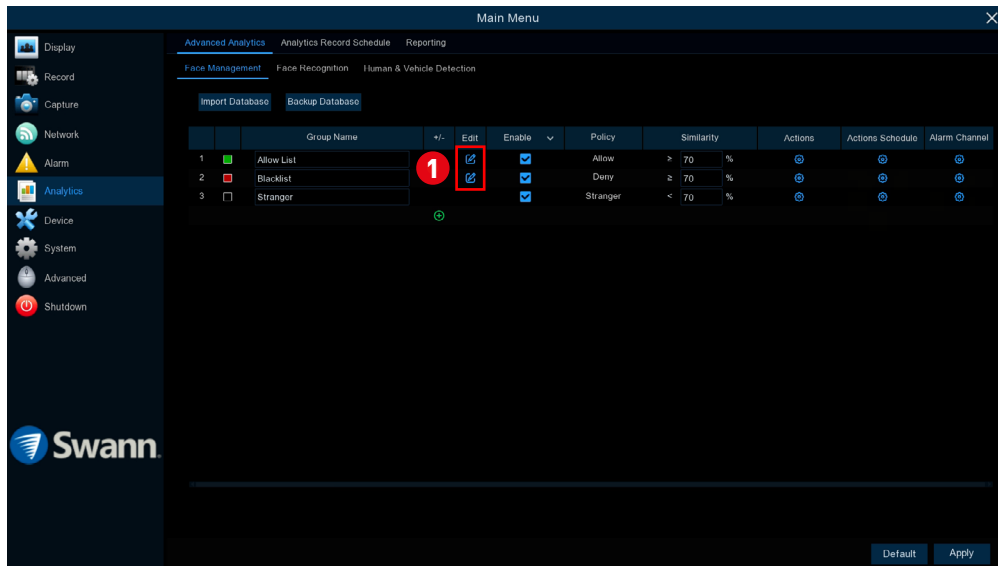 Main Menu
Display
Record
Capture
Network
Alarm
Analytics
Device
System
Advanced
Shutdown
Swann
Advanced Analytics Analytics Record Schedule Reporting
Face Management Face Recognition Human & Vehicle Detection
Import Database Backup Database
Group Name +/- Edit Enable Policy Similarity Actions Actions Schedule Alarm Channel
1 Allow List Allow ≥ 70 %
2 Blacklist Deny ≥ 70 %
3 Stranger Stranger < 70 %
1
Default Apply